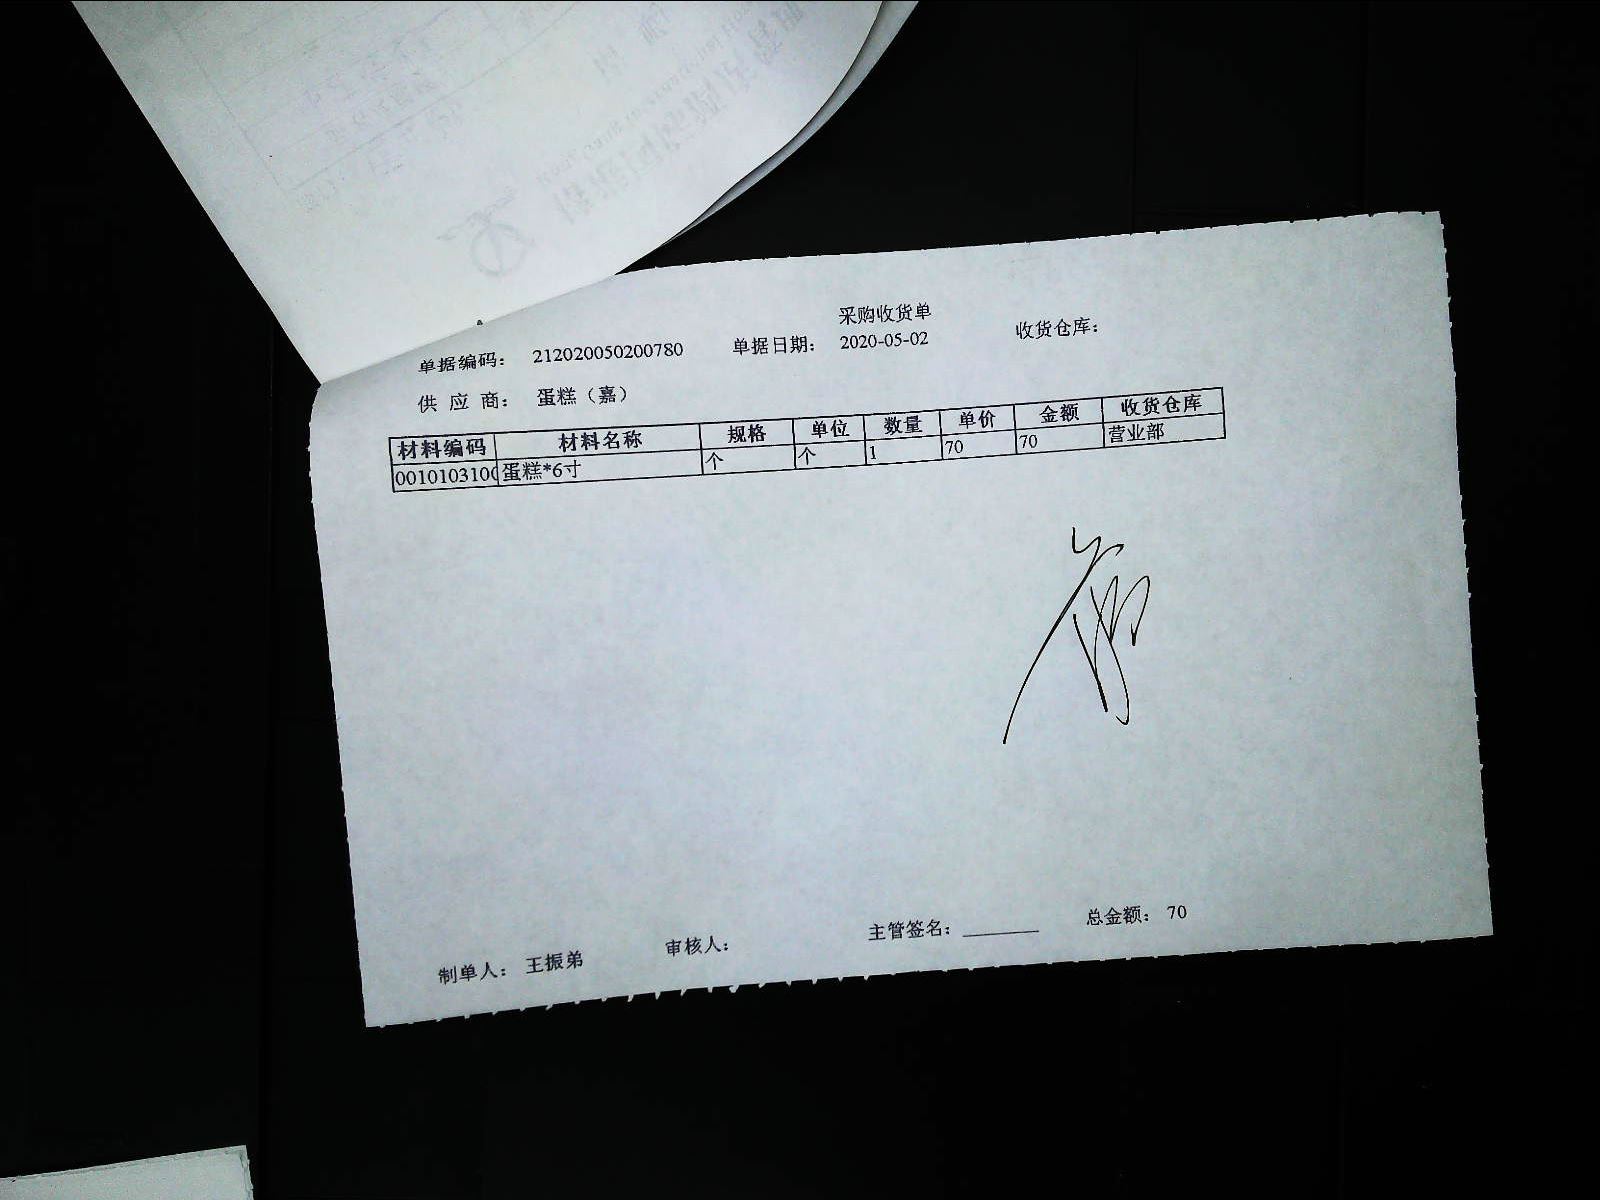 采购收货单
单据编码： 212020050200780 单据日期： 2020-05-02 收货仓库：
供 应 商： 蛋糕（嘉）
材料编码 材料名称 规格 单位 数量 单价 金额 收货仓库
0010103100 蛋糕*6寸 个 个 1 70 70 营业部
制单人： 王振弟 审核人： 主管签名：________ 总金额： 70